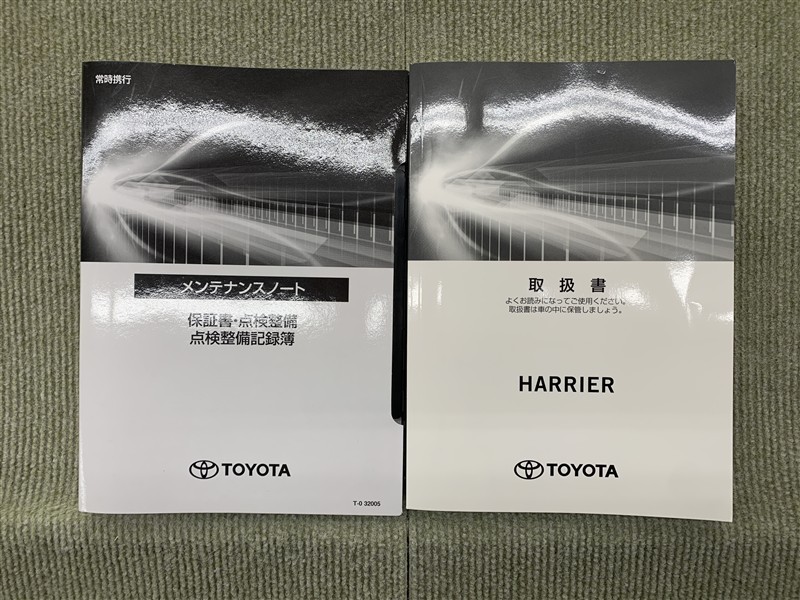 常時携行
メンテナンスノート
保証書・点検整備
点検整備記録簿
TOYOTA
T-0 32005
取扱書
よくお読みになってご使用ください。
取扱書は車の中に保管しましょう。
HARRIER
TOYOTA